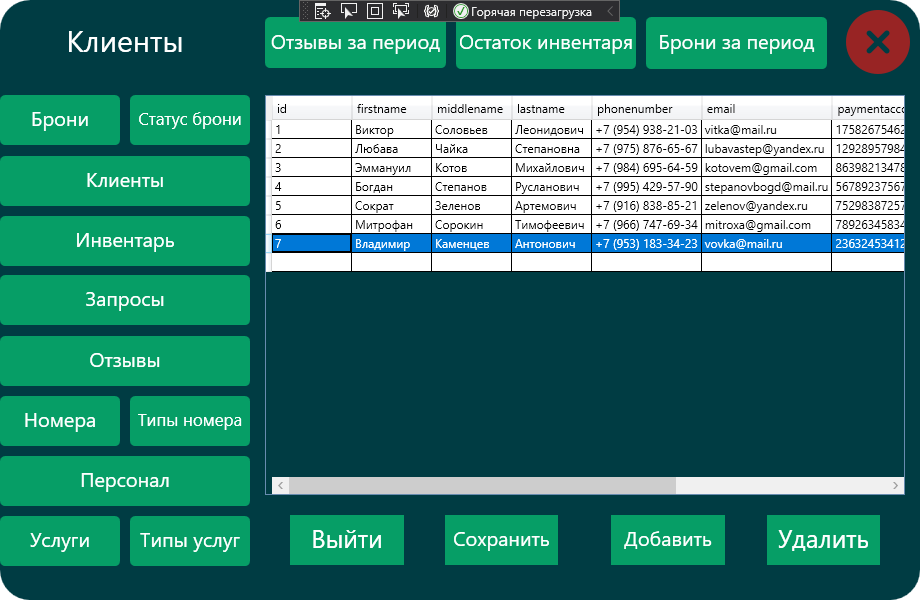 Горячая перезагрузка
Клиенты
Отзывы за период
Остаток инвентаря
Брони за период
Брони
Статус брони
Клиенты
Инвентарь
Запросы
Отзывы
Номера
Типы номера
Персонал
Услуги
Типы услуг
id firstname middlename lastname phonenumber email paymentacco
1 Виктор Соловьев Леонидович +7 (954) 938-21-03 vitka@mail.ru 17582675462
2 Любава Чайка Степановна +7 (975) 876-65-67 lubavastep@yandex.ru 12928957984
3 Эммануил Котов Михайлович +7 (984) 695-64-59 kotovem@gmail.com 86398213478
4 Богдан Степанов Русланович +7 (995) 429-57-90 stepanovbogd@mail.ru 56789237567
5 Сократ Зеленов Артемович +7 (916) 838-85-21 zelenov@yandex.ru 75298387257
6 Митрофан Сорокин Тимофеевич +7 (966) 747-69-34 mitroxa@gmail.com 78926345834
7 Владимир Каменцев Антонович +7 (953) 183-34-23 vovka@mail.ru 23632453412
Выйти
Сохранить
Добавить
Удалить